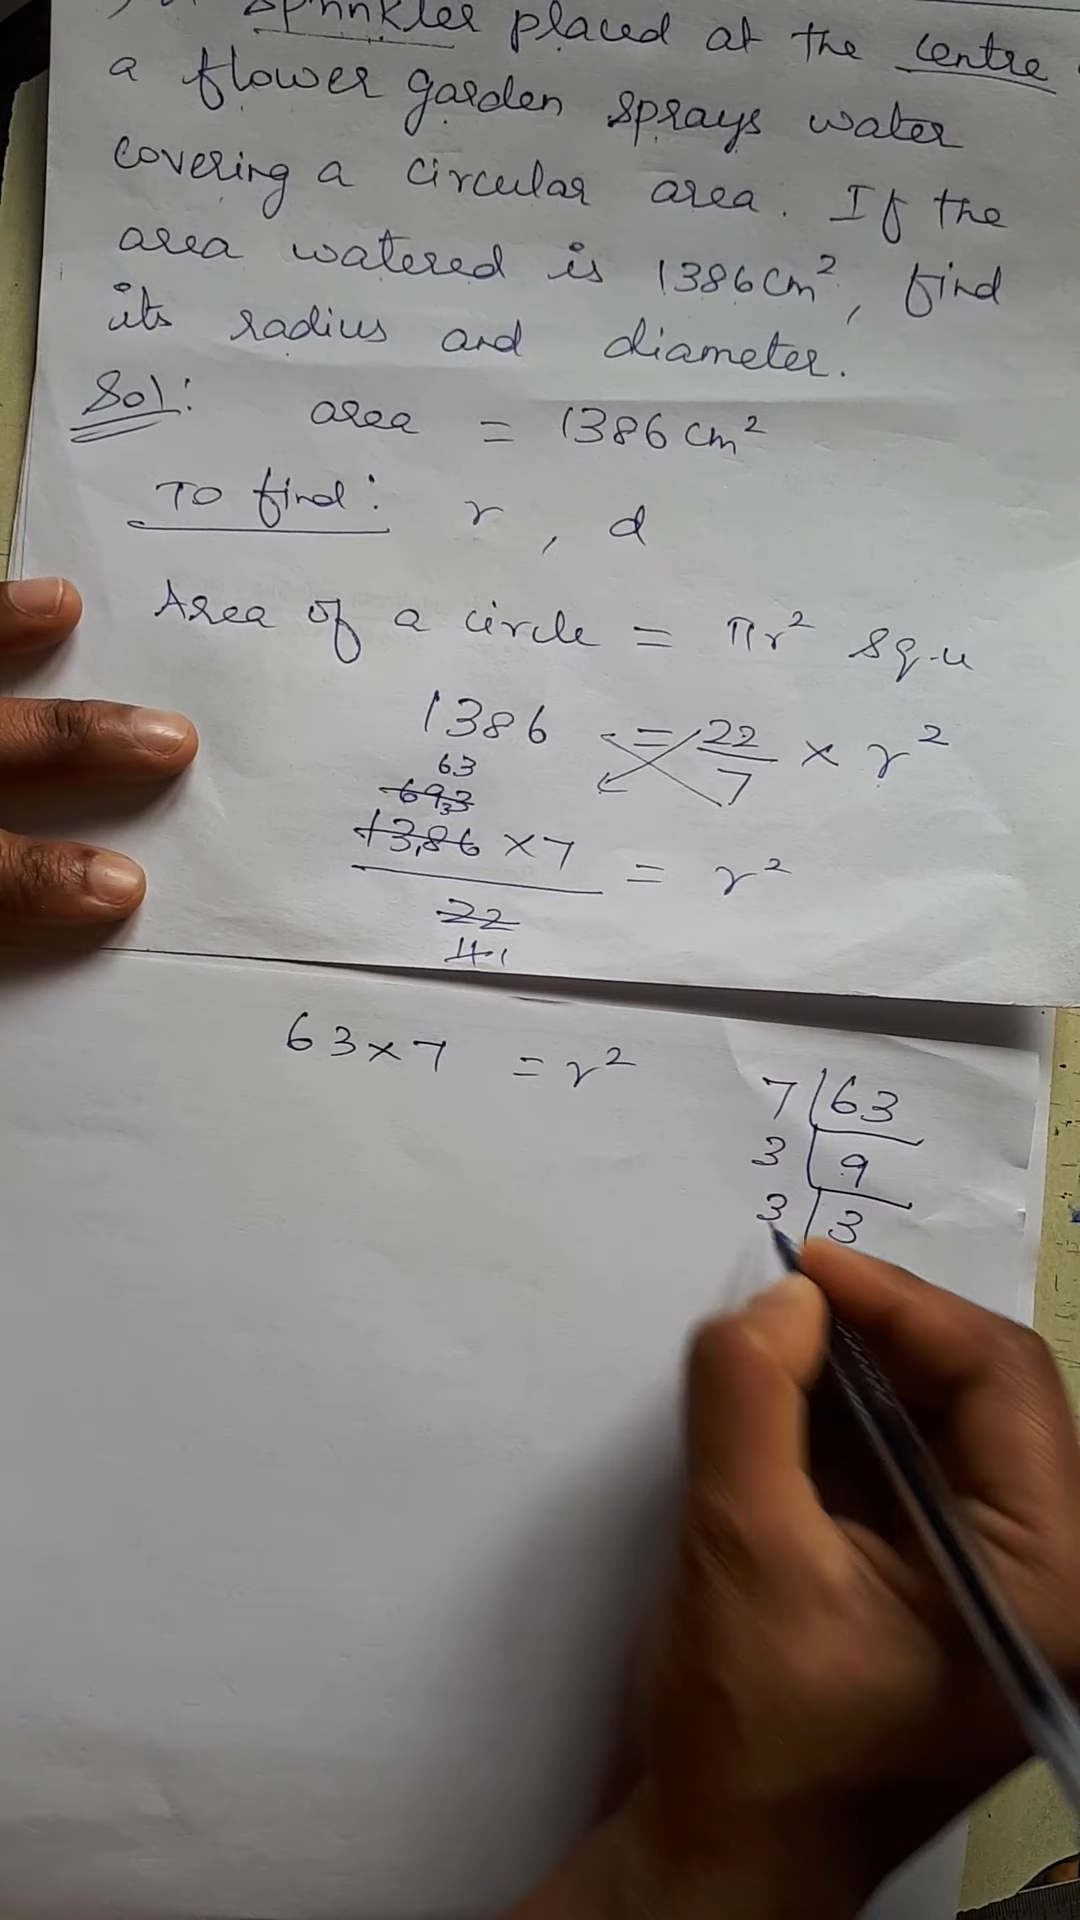 Sprinkler placed at the centre
a flower garden sprays water
covering a circular area. If the
area watered is 1386 cm², find
its radius and diameter.
Sol: area = 1386 cm²
To find: r, d
Area of a circle = πr² sq.u
1386 = 22/7 × r²
63
693
1386 × 7 = r²
22
11 1
63 × 7 = r²
7 | 63
3 | 9
3 | 3